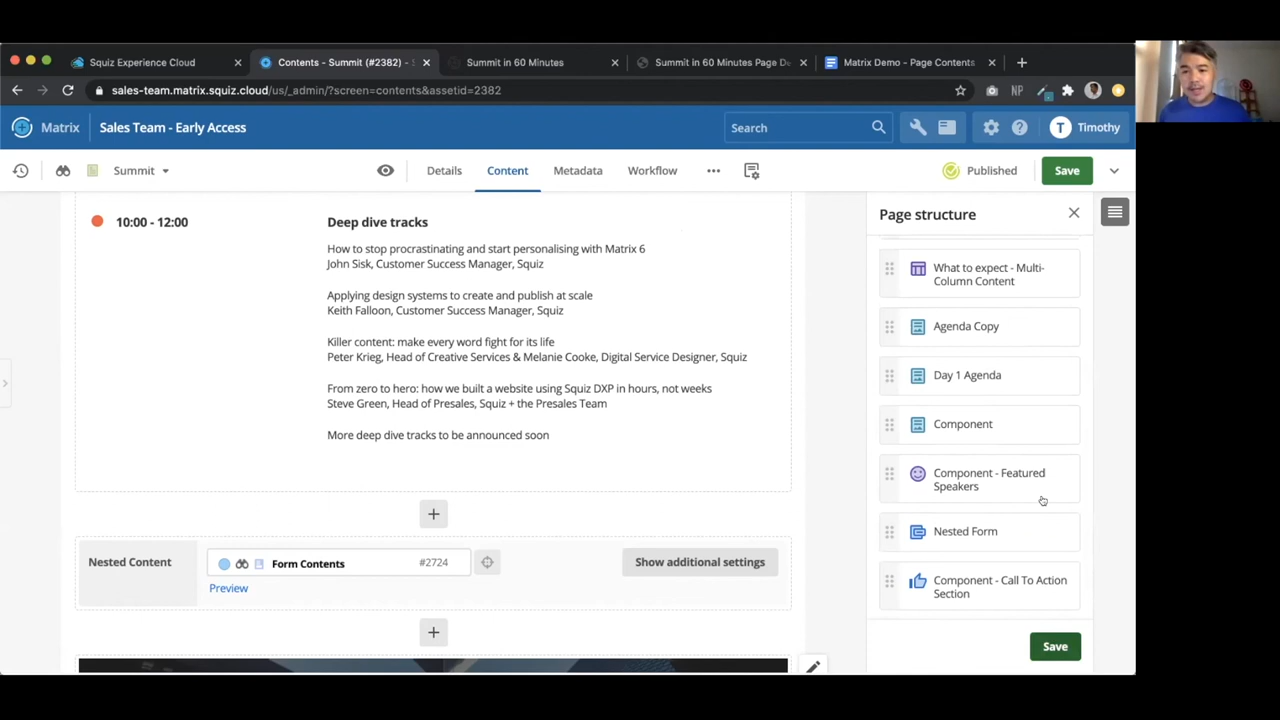 Squiz Experience Cloud
Contents - Summit (#2382) - S
Summit in 60 Minutes
Summit in 60 Minutes Page De
Matrix Demo - Page Contents
sales-team.matrix.squiz.cloud/us/_admin/?screen=contents&assetid=2382
NP
Matrix
Sales Team - Early Access
Search
T
Timothy
Summit
Details
Content
Metadata
Workflow
Published
Save
10:00 - 12:00
Deep dive tracks
How to stop procrastinating and start personalising with Matrix 6
John Sisk, Customer Success Manager, Squiz
Applying design systems to create and publish at scale
Keith Falloon, Customer Success Manager, Squiz
Killer content: make every word fight for its life
Peter Krieg, Head of Creative Services & Melanie Cooke, Digital Service Designer, Squiz
From zero to hero: how we built a website using Squiz DXP in hours, not weeks
Steve Green, Head of Presales, Squiz + the Presales Team
More deep dive tracks to be announced soon
Nested Content
Form Contents
#2724
Show additional settings
Preview
Page structure
What to expect - Multi-
Column Content
Agenda Copy
Day 1 Agenda
Component
Component - Featured
Speakers
Nested Form
Component - Call To Action
Section
Save